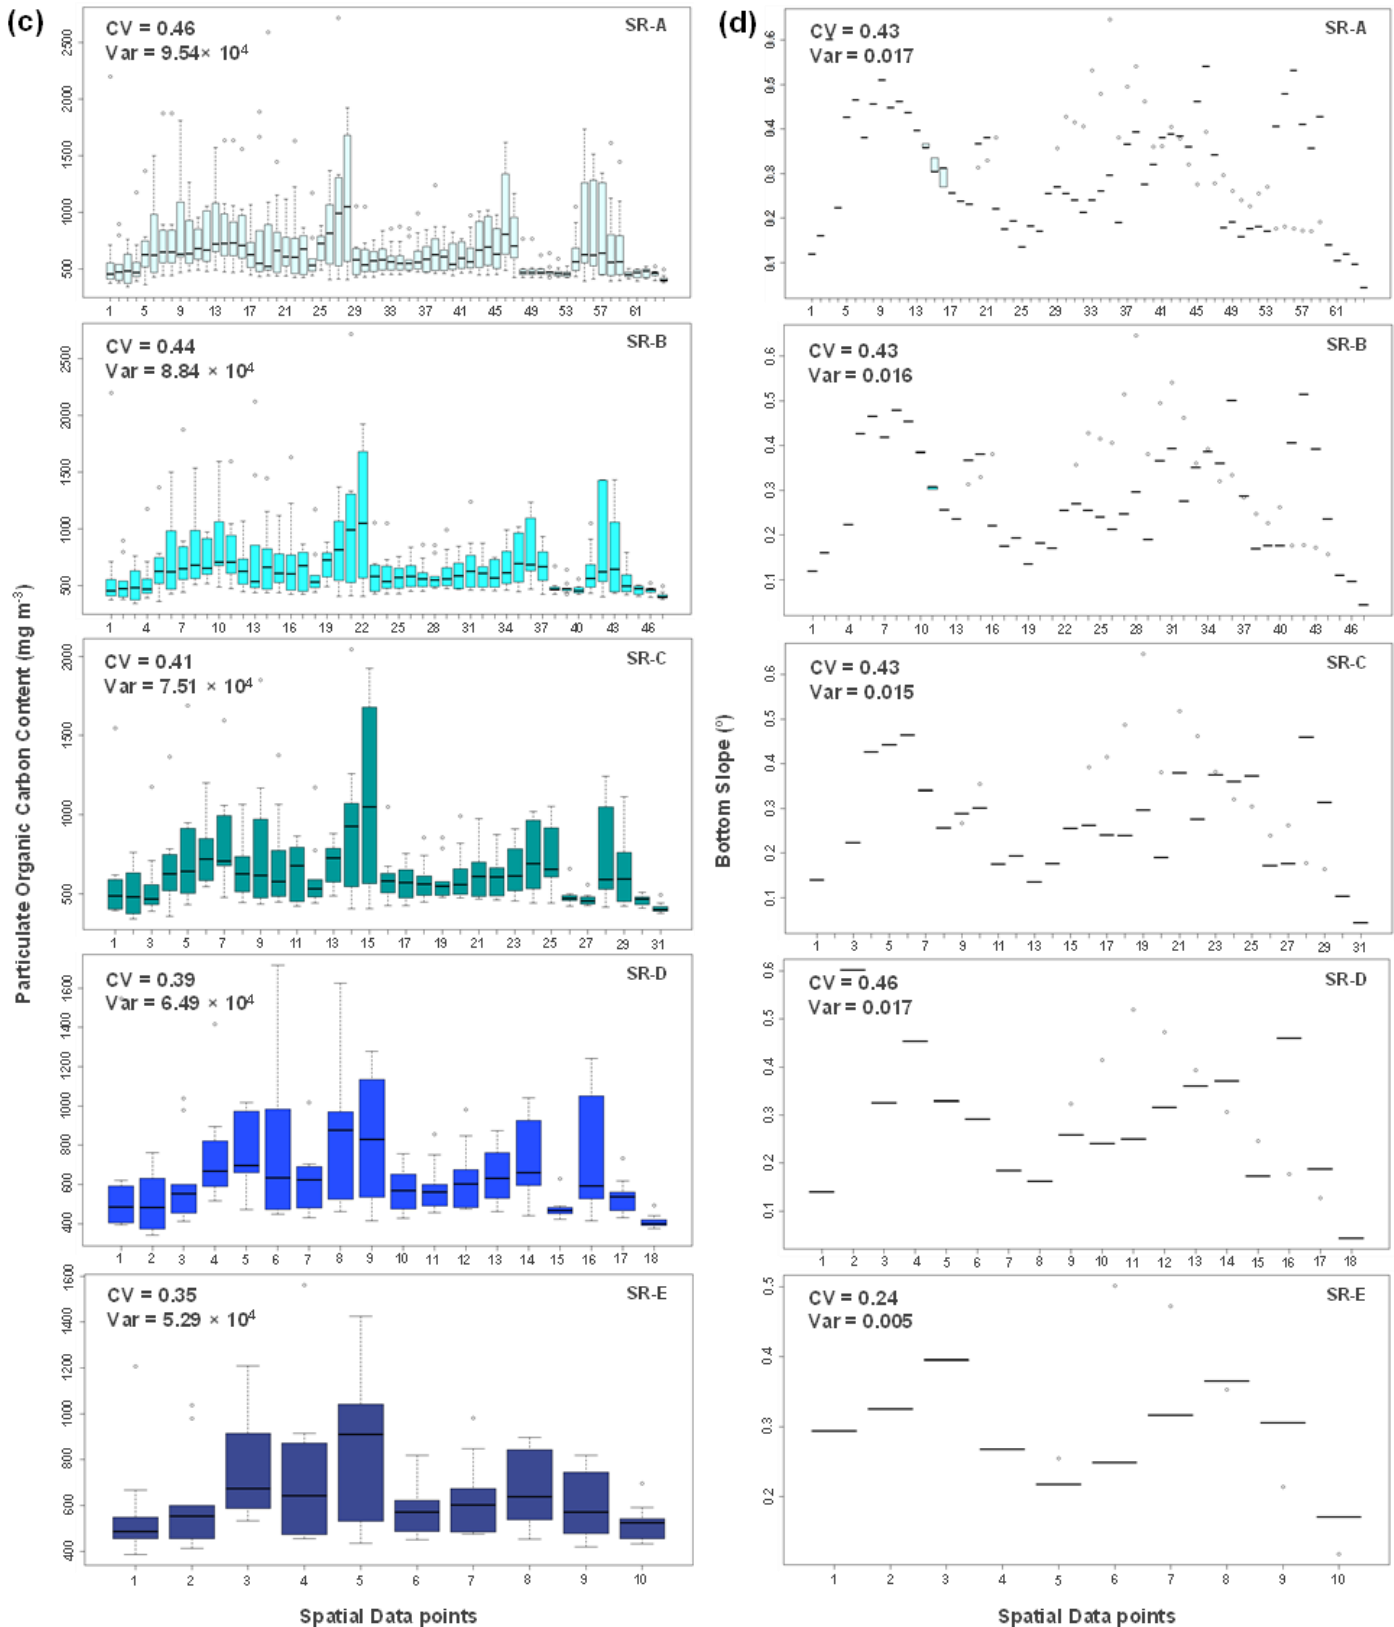 (c)
CV = 0.46
Var = 9.54× 10⁴
SR-A
2500
2000
1500
1000
500
1 5 9 13 17 21 25 29 33 37 41 45 49 53 57 61
CV = 0.44
Var = 8.84 × 10⁴
SR-B
2500
2000
1500
1000
500
1 4 7 10 13 16 19 22 25 28 31 34 37 40 43 46
CV = 0.41
Var = 7.51 × 10⁴
SR-C
2000
1500
1000
500
1 3 5 7 9 11 13 15 17 19 21 23 25 27 29 31
CV = 0.39
Var = 6.49 × 10⁴
SR-D
1600
1400
1200
1000
800
600
400
1 2 3 4 5 6 7 8 9 10 11 12 13 14 15 16 17 18
CV = 0.35
Var = 5.29 × 10⁴
SR-E
1600
1400
1200
1000
800
600
400
1 2 3 4 5 6 7 8 9 10
Particulate Organic Carbon Content (mg m⁻³)
Spatial Data points
(d)
CV = 0.43
Var = 0.017
SR-A
0.6
0.5
0.4
0.3
0.2
0.1
1 5 9 13 17 21 25 29 33 37 41 45 49 53 57 61
CV = 0.43
Var = 0.016
SR-B
0.6
0.5
0.4
0.3
0.2
0.1
1 4 7 10 13 16 19 22 25 28 31 34 37 40 43 46
CV = 0.43
Var = 0.015
SR-C
0.6
0.5
0.4
0.3
0.2
0.1
1 3 5 7 9 11 13 15 17 19 21 23 25 27 29 31
CV = 0.46
Var = 0.017
SR-D
0.6
0.5
0.4
0.3
0.2
0.1
1 2 3 4 5 6 7 8 9 10 11 12 13 14 15 16 17 18
CV = 0.24
Var = 0.005
SR-E
0.5
0.4
0.3
0.2
1 2 3 4 5 6 7 8 9 10
Bottom Slope (°)
Spatial Data points